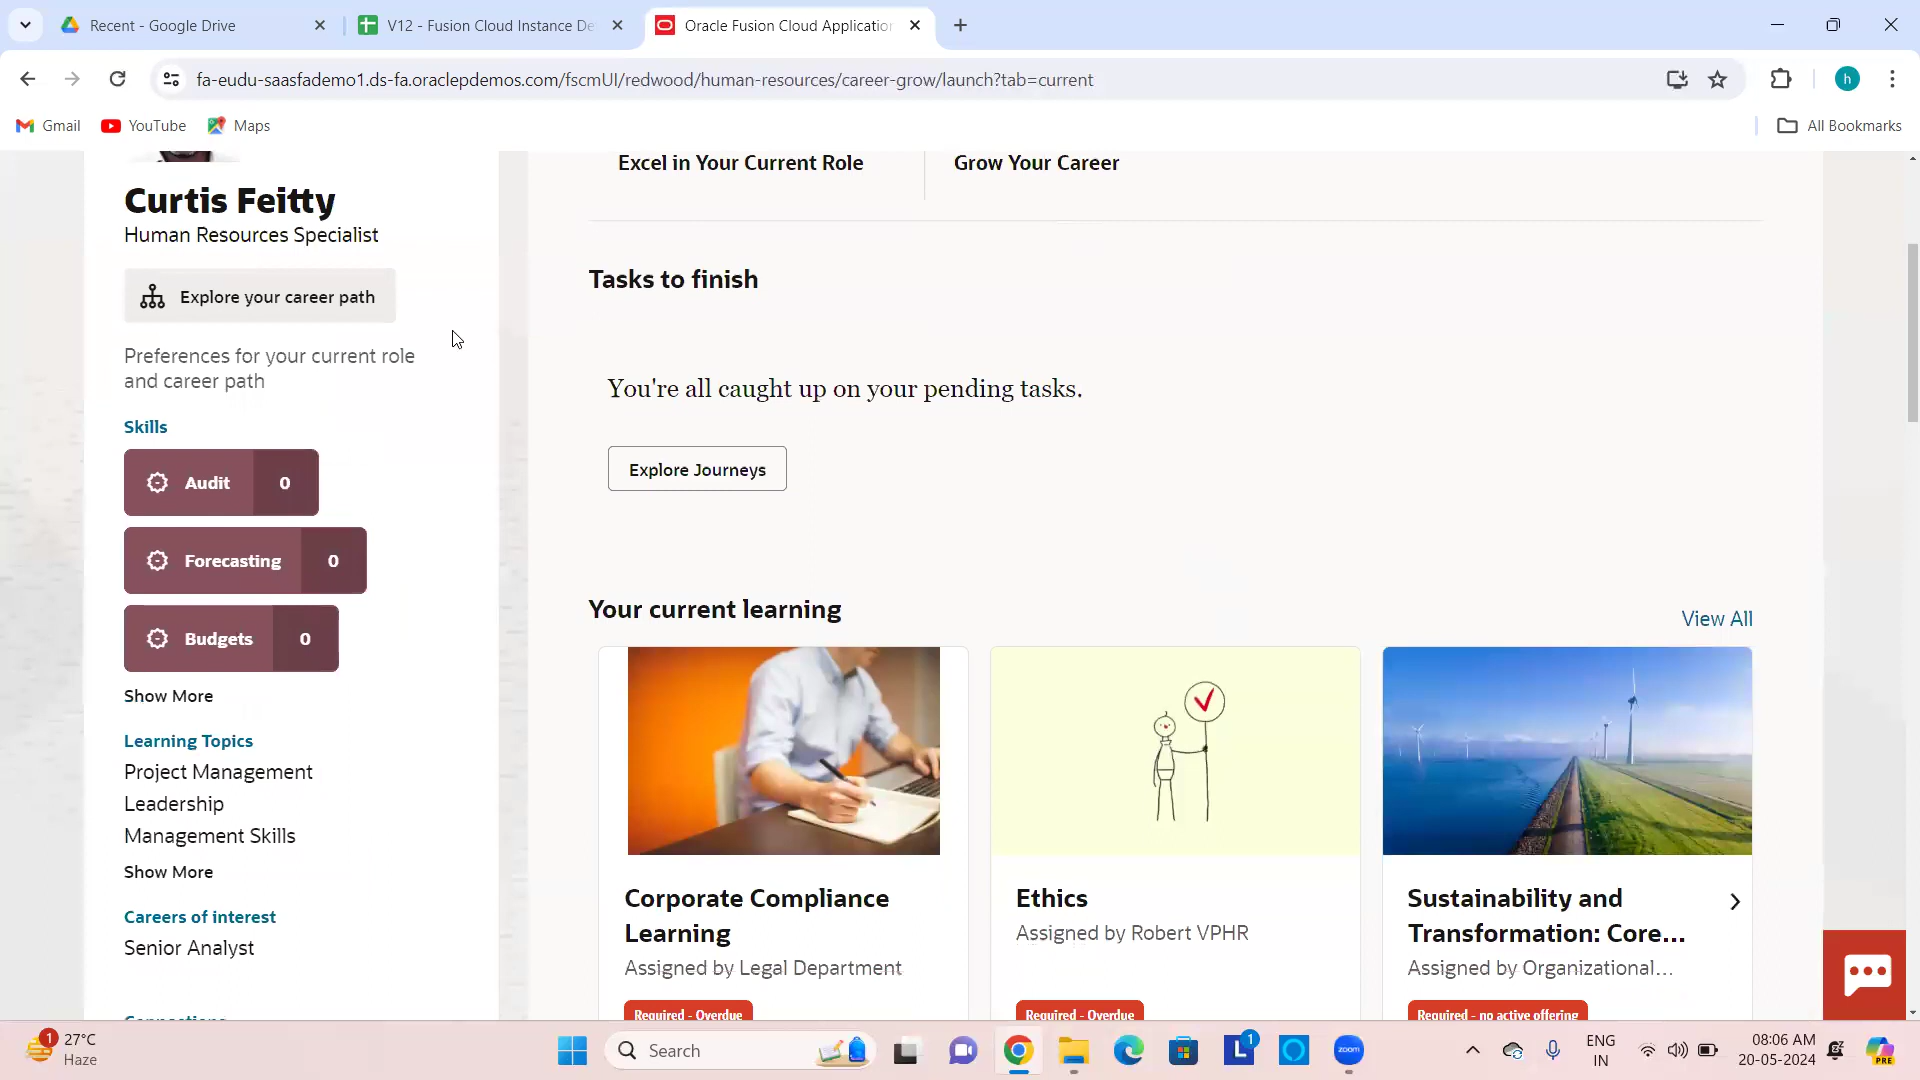 Recent - Google Drive
V12 - Fusion Cloud Instance De
Oracle Fusion Cloud Application
fa-eudu-saasfademo1.ds-fa.oraclepdemos.com/fscmUI/redwood/human-resources/career-grow/launch?tab=current
h
Gmail
YouTube
Maps
All Bookmarks
Curtis Feitty
Human Resources Specialist
Explore your career path
Preferences for your current role
and career path
Skills
Audit 0
Forecasting 0
Budgets 0
Show More
Learning Topics
Project Management
Leadership
Management Skills
Show More
Careers of interest
Senior Analyst
Excel in Your Current Role
Grow Your Career
Tasks to finish
You're all caught up on your pending tasks.
Explore Journeys
Your current learning
View All
Corporate Compliance
Learning
Assigned by Legal Department
Required - Overdue
Ethics
Assigned by Robert VPHR
Required - Overdue
Sustainability and
Transformation: Core...
Assigned by Organizational...
Required - no active offering
1
27°C
Haze
Search
L
1
zoom
ENG
IN
08:06 AM
20-05-2024
PRE